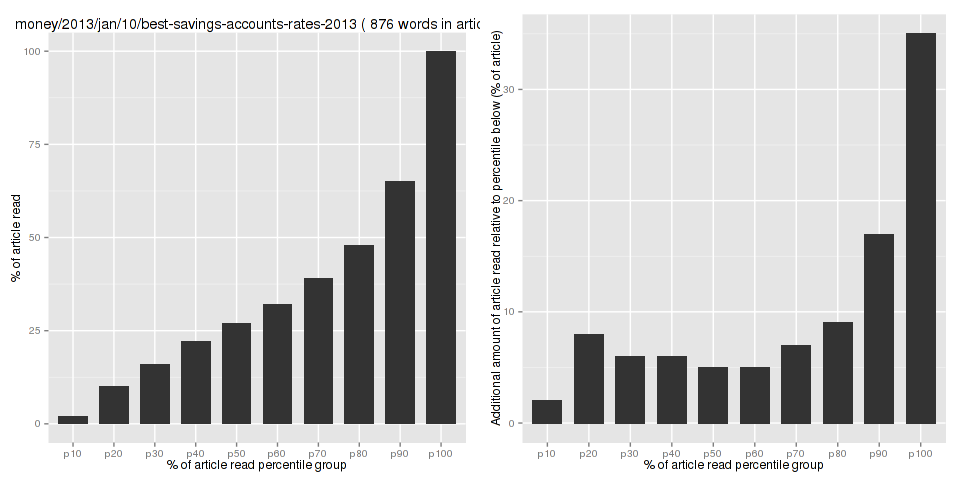 money/2013/jan/10/best-savings-accounts-rates-2013 ( 876 words in artic
100
75
50
25
0
% of article read
p10 p20 p30 p40 p50 p60 p70 p80 p90 p100
% of article read percentile group
Additional amount of article read relative to percentile below (% of article)
30
20
10
0
p10 p20 p30 p40 p50 p60 p70 p80 p90 p100
% of article read percentile group